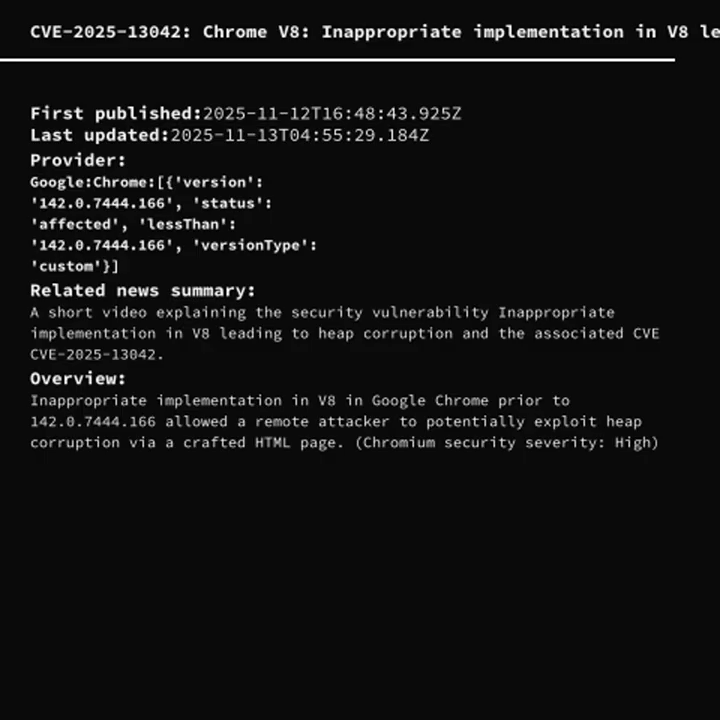 CVE-2025-13042: Chrome V8: Inappropriate implementation in V8 le
First published:2025-11-12T16:48:43.925Z
Last updated:2025-11-13T04:55:29.184Z
Provider:
Google:Chrome:[{'version':
'142.0.7444.166', 'status':
'affected', 'lessThan':
'142.0.7444.166', 'versionType':
'custom'}]
Related news summary:
A short video explaining the security vulnerability Inappropriate
implementation in V8 leading to heap corruption and the associated CVE
CVE-2025-13042.
Overview:
Inappropriate implementation in V8 in Google Chrome prior to
142.0.7444.166 allowed a remote attacker to potentially exploit heap
corruption via a crafted HTML page. (Chromium security severity: High)